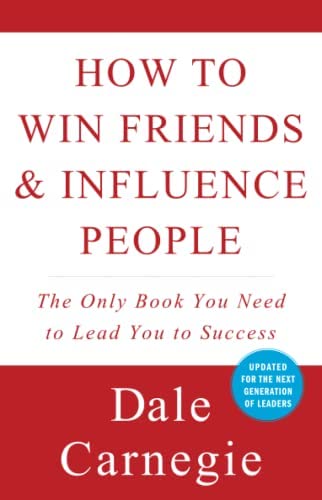 HOW TO
WIN FRIENDS
& INFLUENCE
PEOPLE
The Only Book You Need
to Lead You to Success
UPDATED
FOR THE NEXT
GENERATION
OF LEADERS
Dale
Carnegie